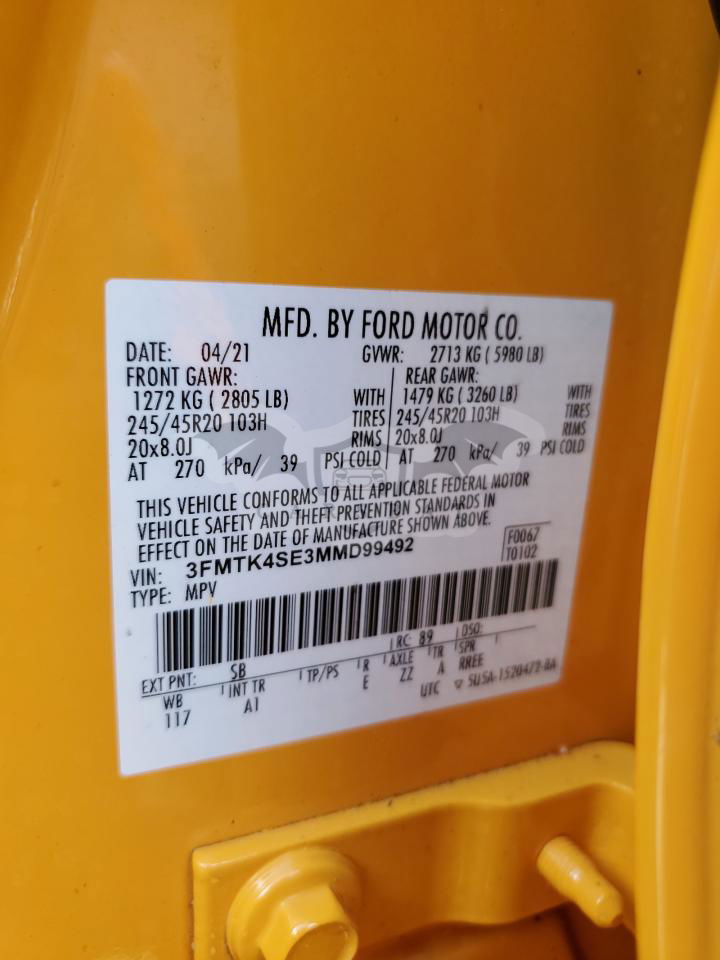 MFD. BY FORD MOTOR CO.
DATE: 04/21 GVWR: 2713 KG ( 5980 LB)
FRONT GAWR: REAR GAWR:
1272 KG ( 2805 LB) WITH 1479 KG ( 3260 LB) WITH
245/45R20 103H TIRES 245/45R20 103H TIRES
20x8.0J RIMS 20x8.0J RIMS
AT 270 kPa/ 39 PSI COLD AT 270 kPa/ 39 PSI COLD
THIS VEHICLE CONFORMS TO ALL APPLICABLE FEDERAL MOTOR
VEHICLE SAFETY AND THEFT PREVENTION STANDARDS IN
EFFECT ON THE DATE OF MANUFACTURE SHOWN ABOVE.
VIN: 3FMTK4SE3MMD99492 F0067
TYPE: MPV T0102
EXT PNT: SB RC: 89 DSO:
WB INT TR TP/PS R AXLE TR SPR
117 A1 E ZZ A RREE
UTC 5U5A-1520472-BA